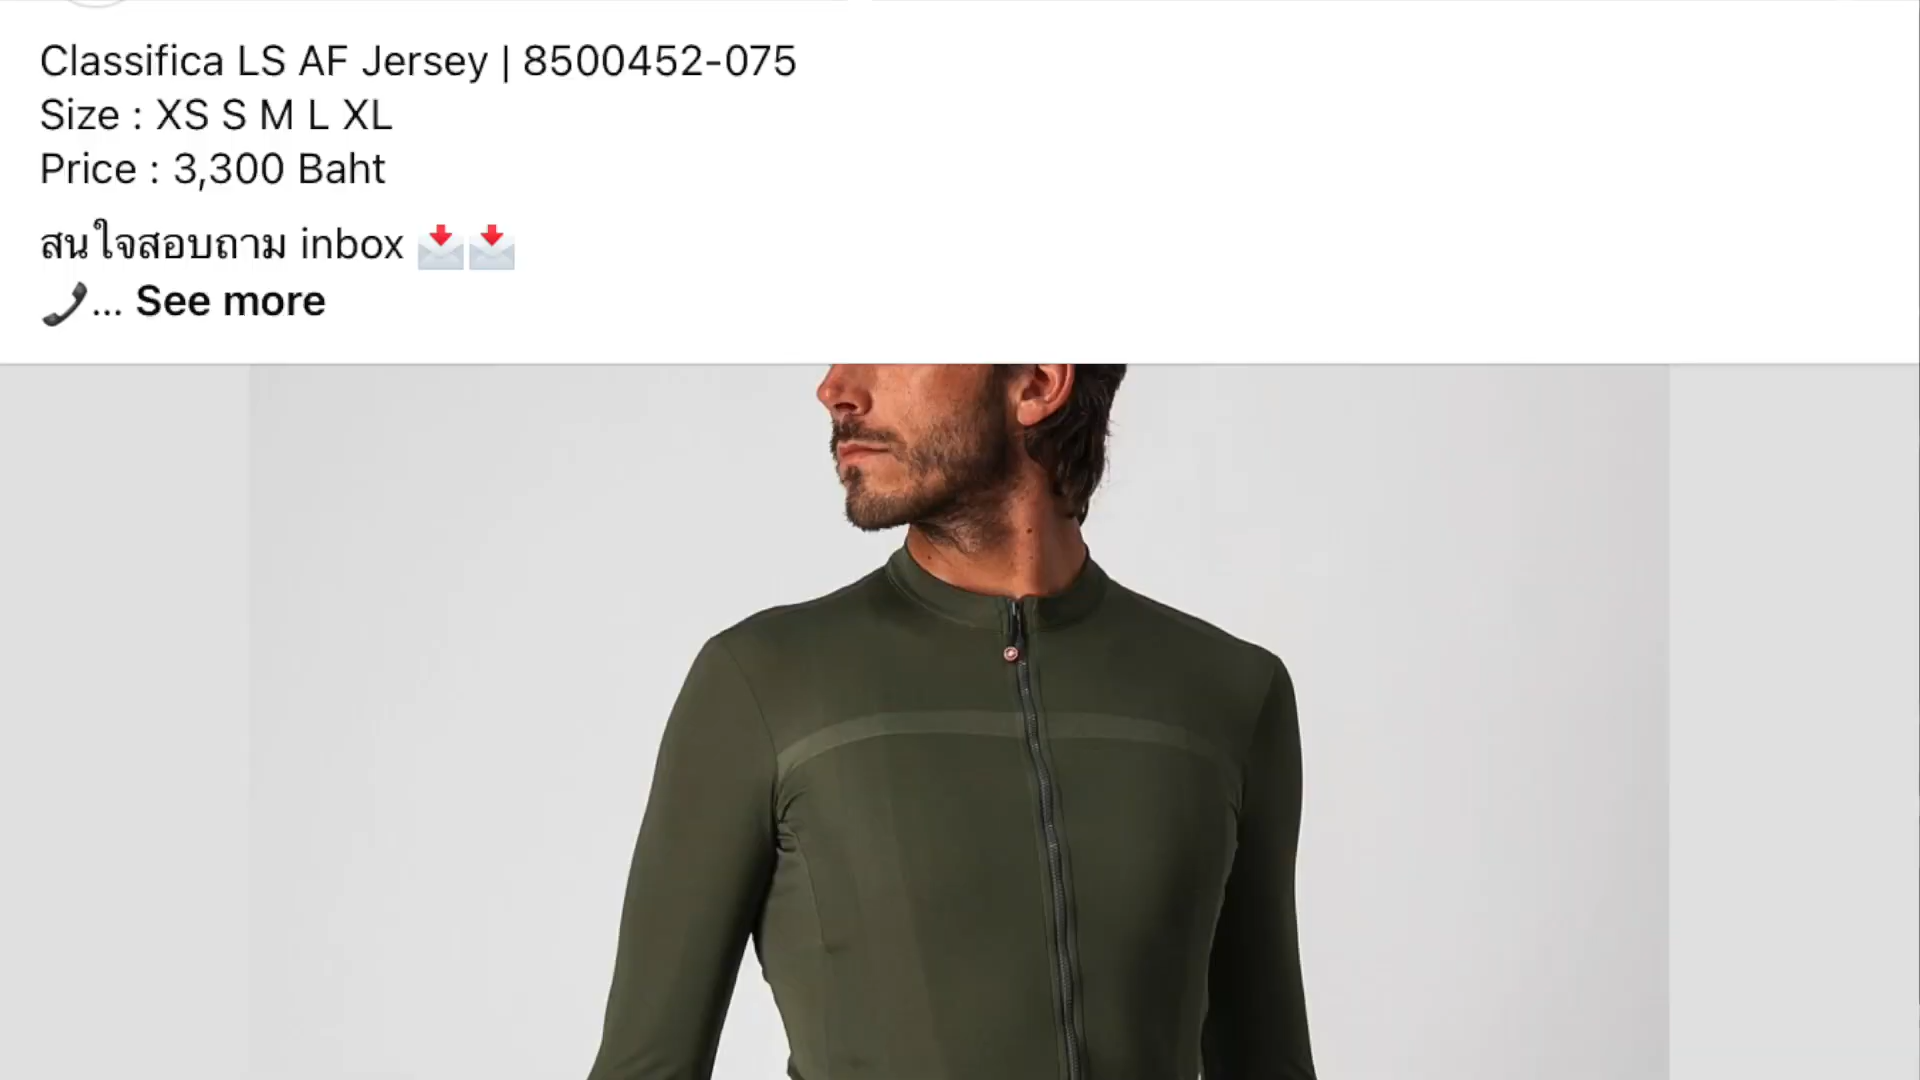 Classifica LS AF Jersey | 8500452-075
Size : XS S M L XL
Price : 3,300 Baht
สนใจสอบถาม inbox 📩📩
📞... See more